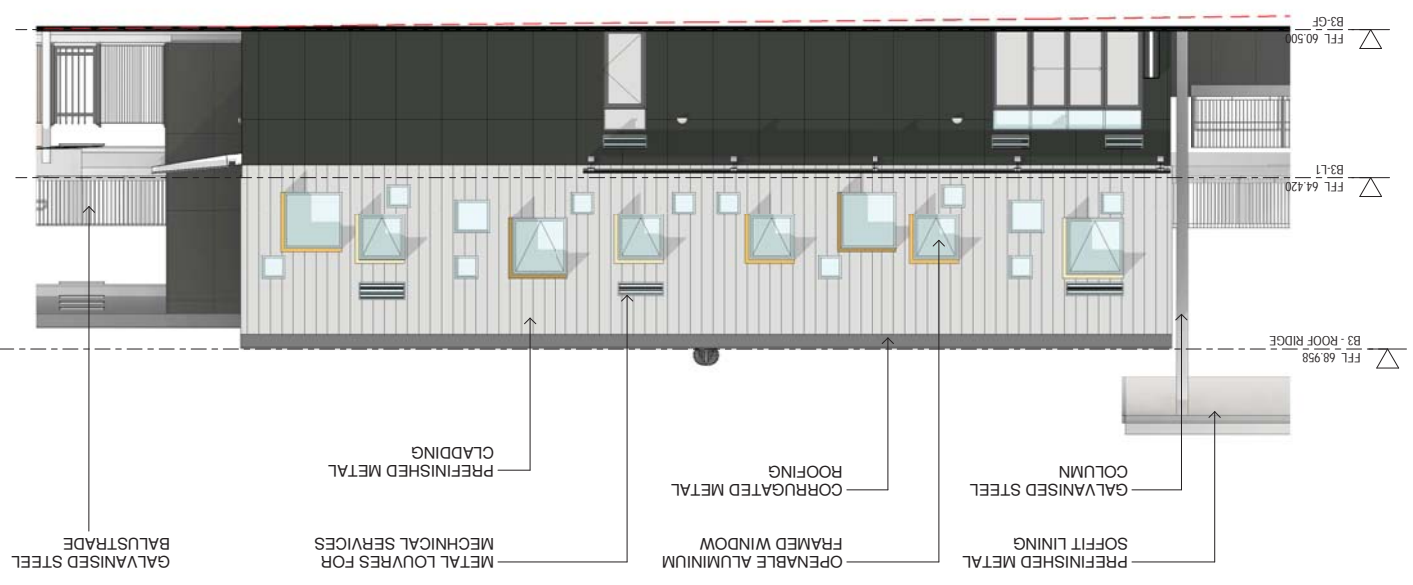 PREFINISHED METAL
SOFFIT LINING
OPENABLE ALUMINIUM
FRAMED WINDOW
METAL LOUVRES FOR
MECHNICAL SERVICES
GALVANISED STEEL
BALUSTRADE
GALVANISED STEEL
COLUMN
CORRUGATED METAL
ROOFING
PREFINISHED METAL
CLADDING
FFL 68.958
B3 - ROOF RIDGE
FFL 64.420
B3-L1
FFL 60.500
B3-GF